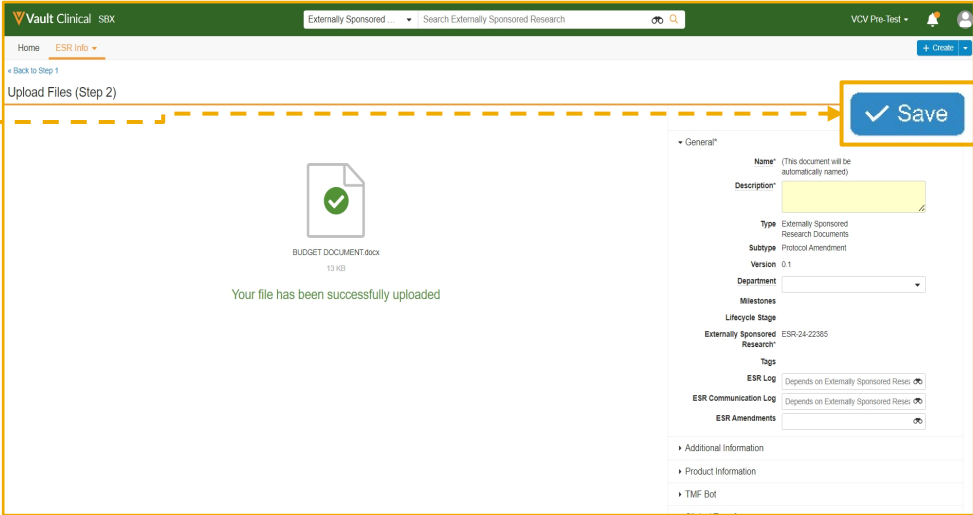 Vault Clinical SBX
Externally Sponsored ...
Search Externally Sponsored Research
VCV Pre-Test
Home
ESR Info
+ Create
« Back to Step 1
Upload Files (Step 2)
Save
General*
Name* (This document will be
automatically named)
Description*
Type Externally Sponsored
Research Documents
Subtype Protocol Amendment
Version 0.1
Department
Milestones
Lifecycle Stage
Externally Sponsored ESR-24-22385
Research*
Tags
ESR Log Depends on Externally Sponsored Resea
ESR Communication Log Depends on Externally Sponsored Resea
ESR Amendments
Additional Information
Product Information
TMF Bot
BUDGET DOCUMENT.docx
13 KB
Your file has been successfully uploaded